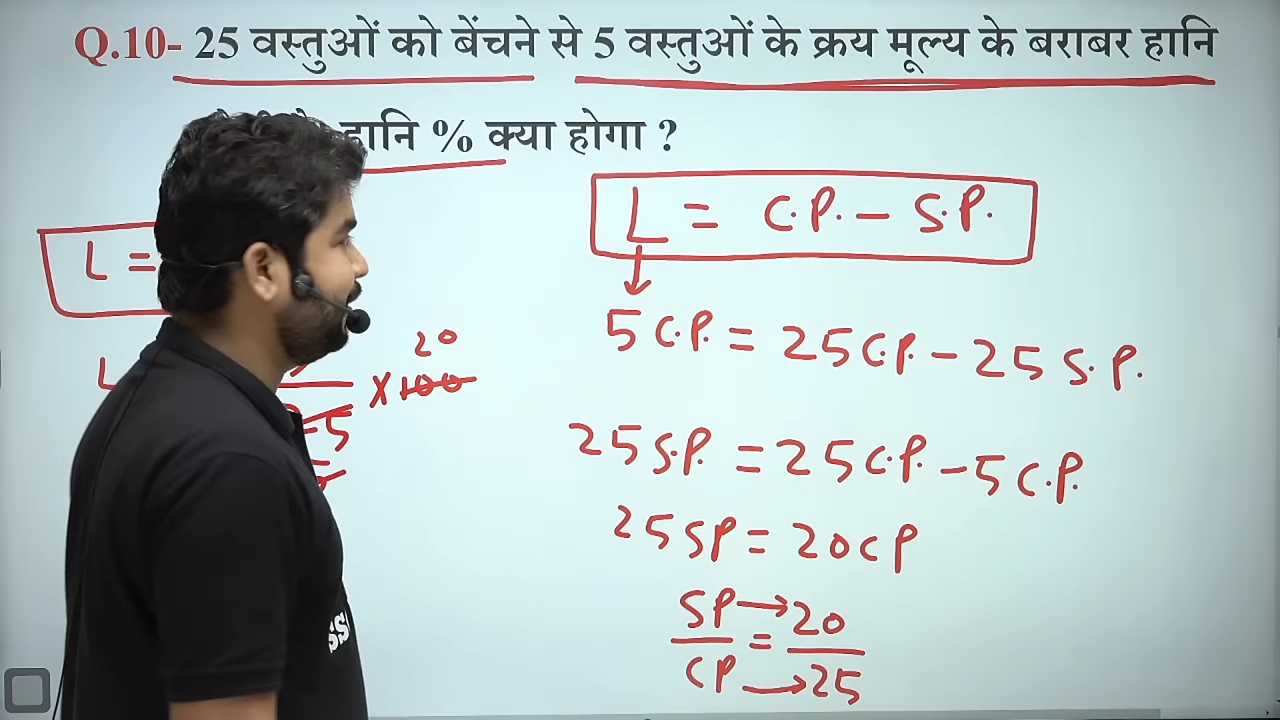 Q.10- 25 वस्तुओं को बेंचने से 5 वस्तुओं के क्रय मूल्य के बराबर हानि
हानि % क्या होगा ?
L =
L = C.P. - S.P.
5 C.P. = 25 C.P. - 25 S.P.
20
×100
5
25 S.P. = 25 C.P. - 5 C.P.
25 SP = 20 CP
SP → 20
=
CP → 25
SS